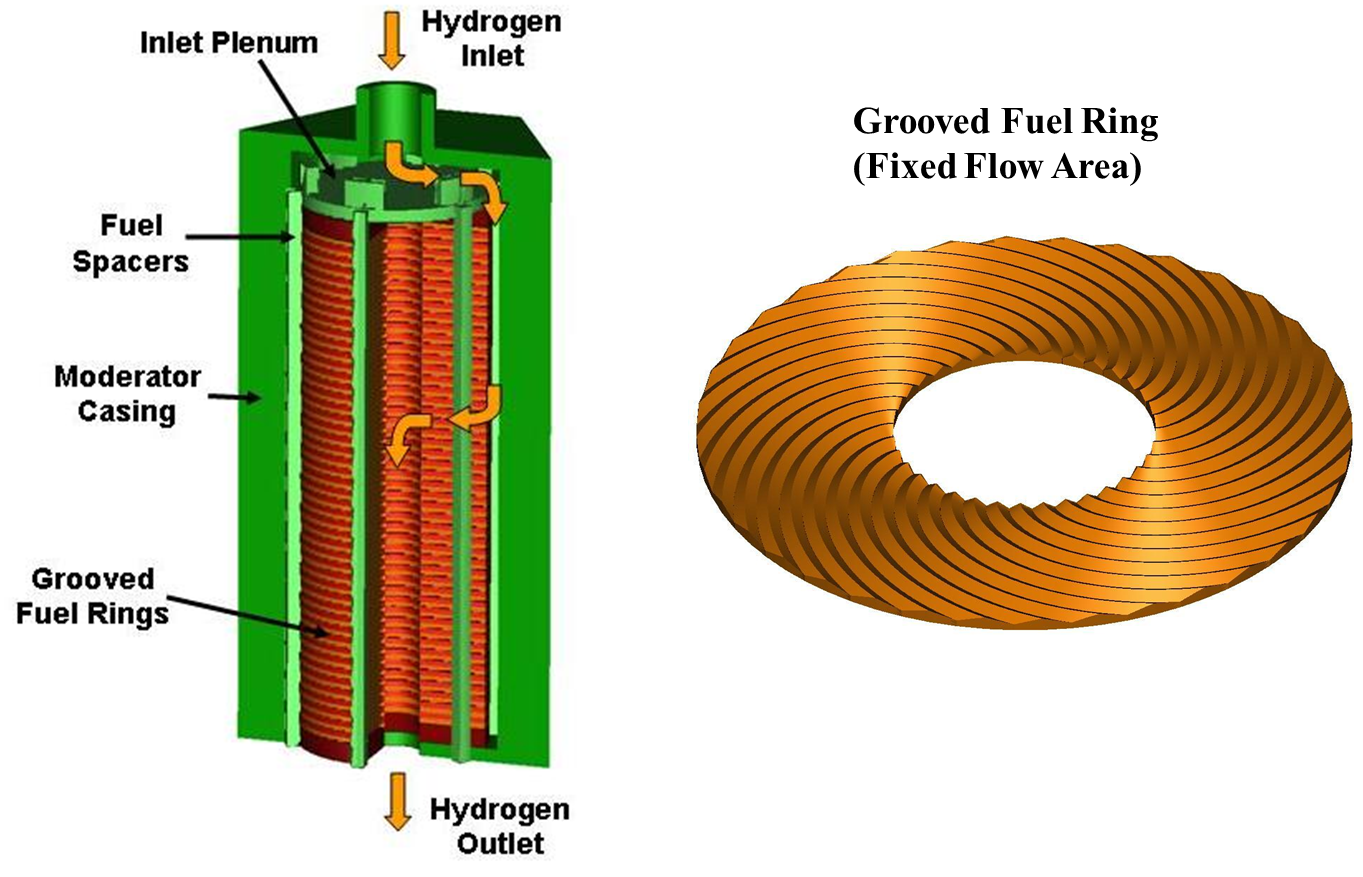 Hydrogen
Inlet
Inlet Plenum
Fuel
Spacers
Moderator
Casing
Grooved
Fuel Rings
Hydrogen
Outlet
Grooved Fuel Ring
(Fixed Flow Area)